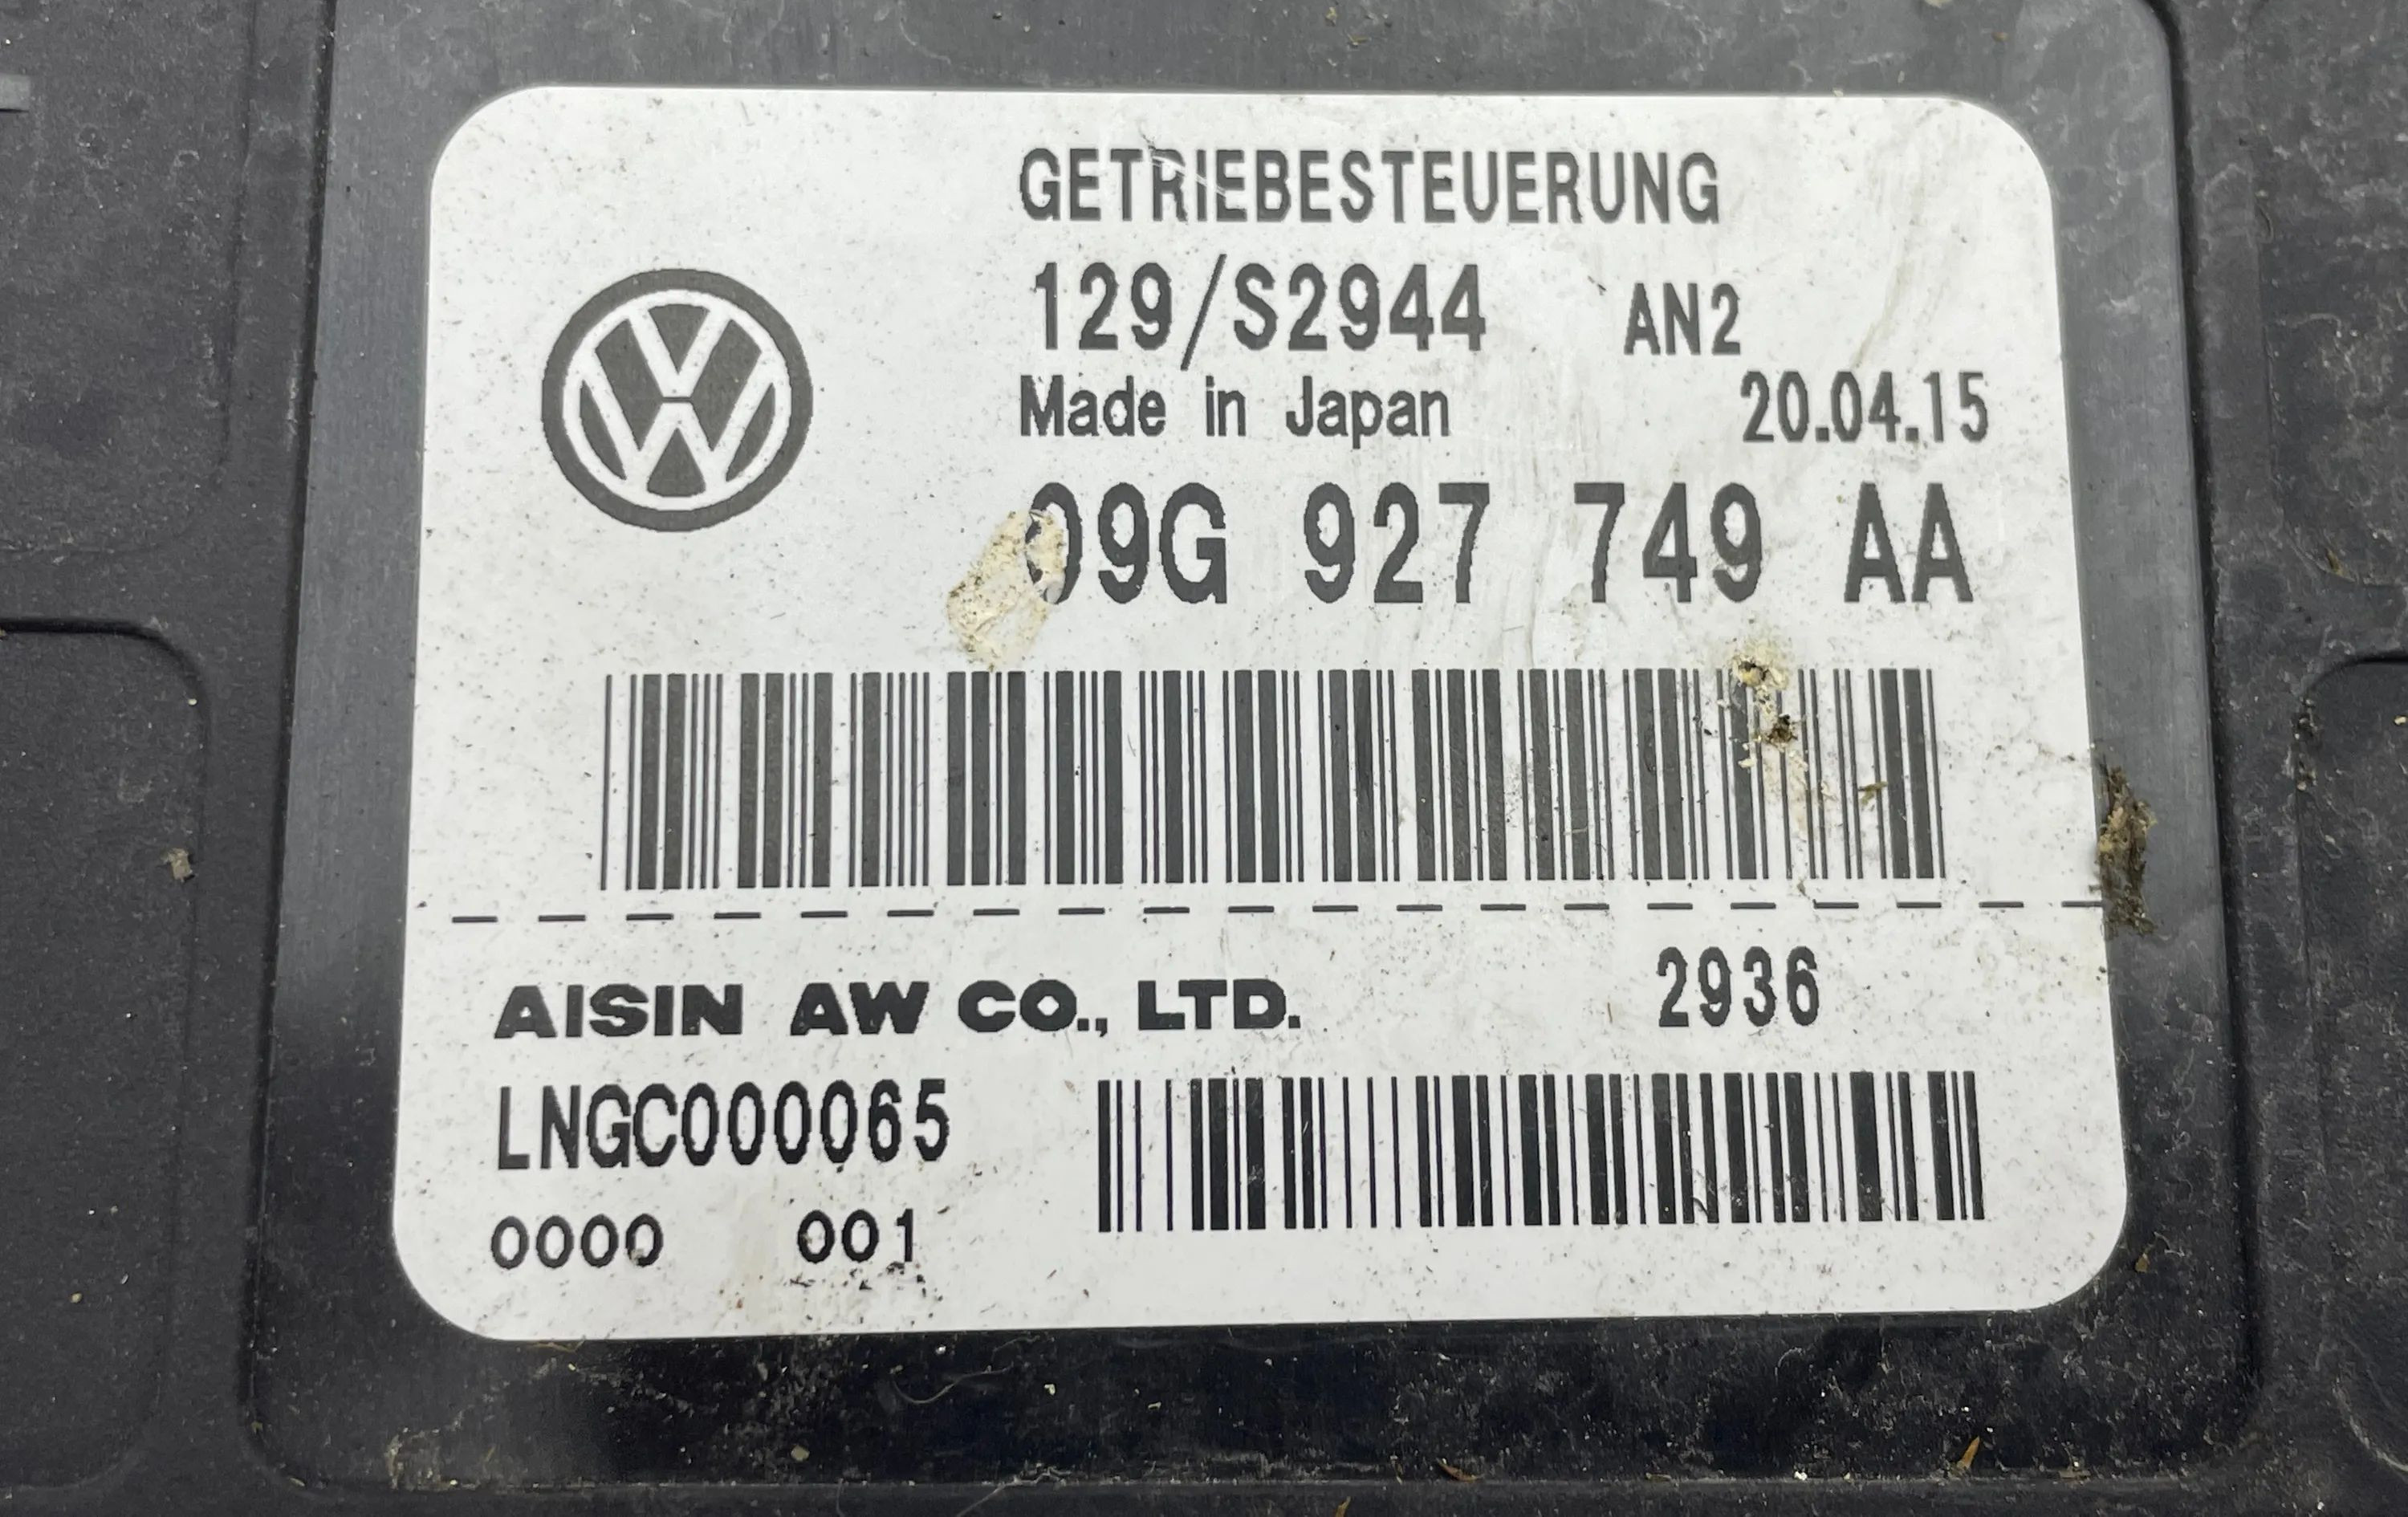 GETRIEBESTEUERUNG
129/S2944 AN2
Made in Japan 20.04.15
09G 927 749 AA
AISIN AW CO., LTD. 2936
LNGC000065
0000 001